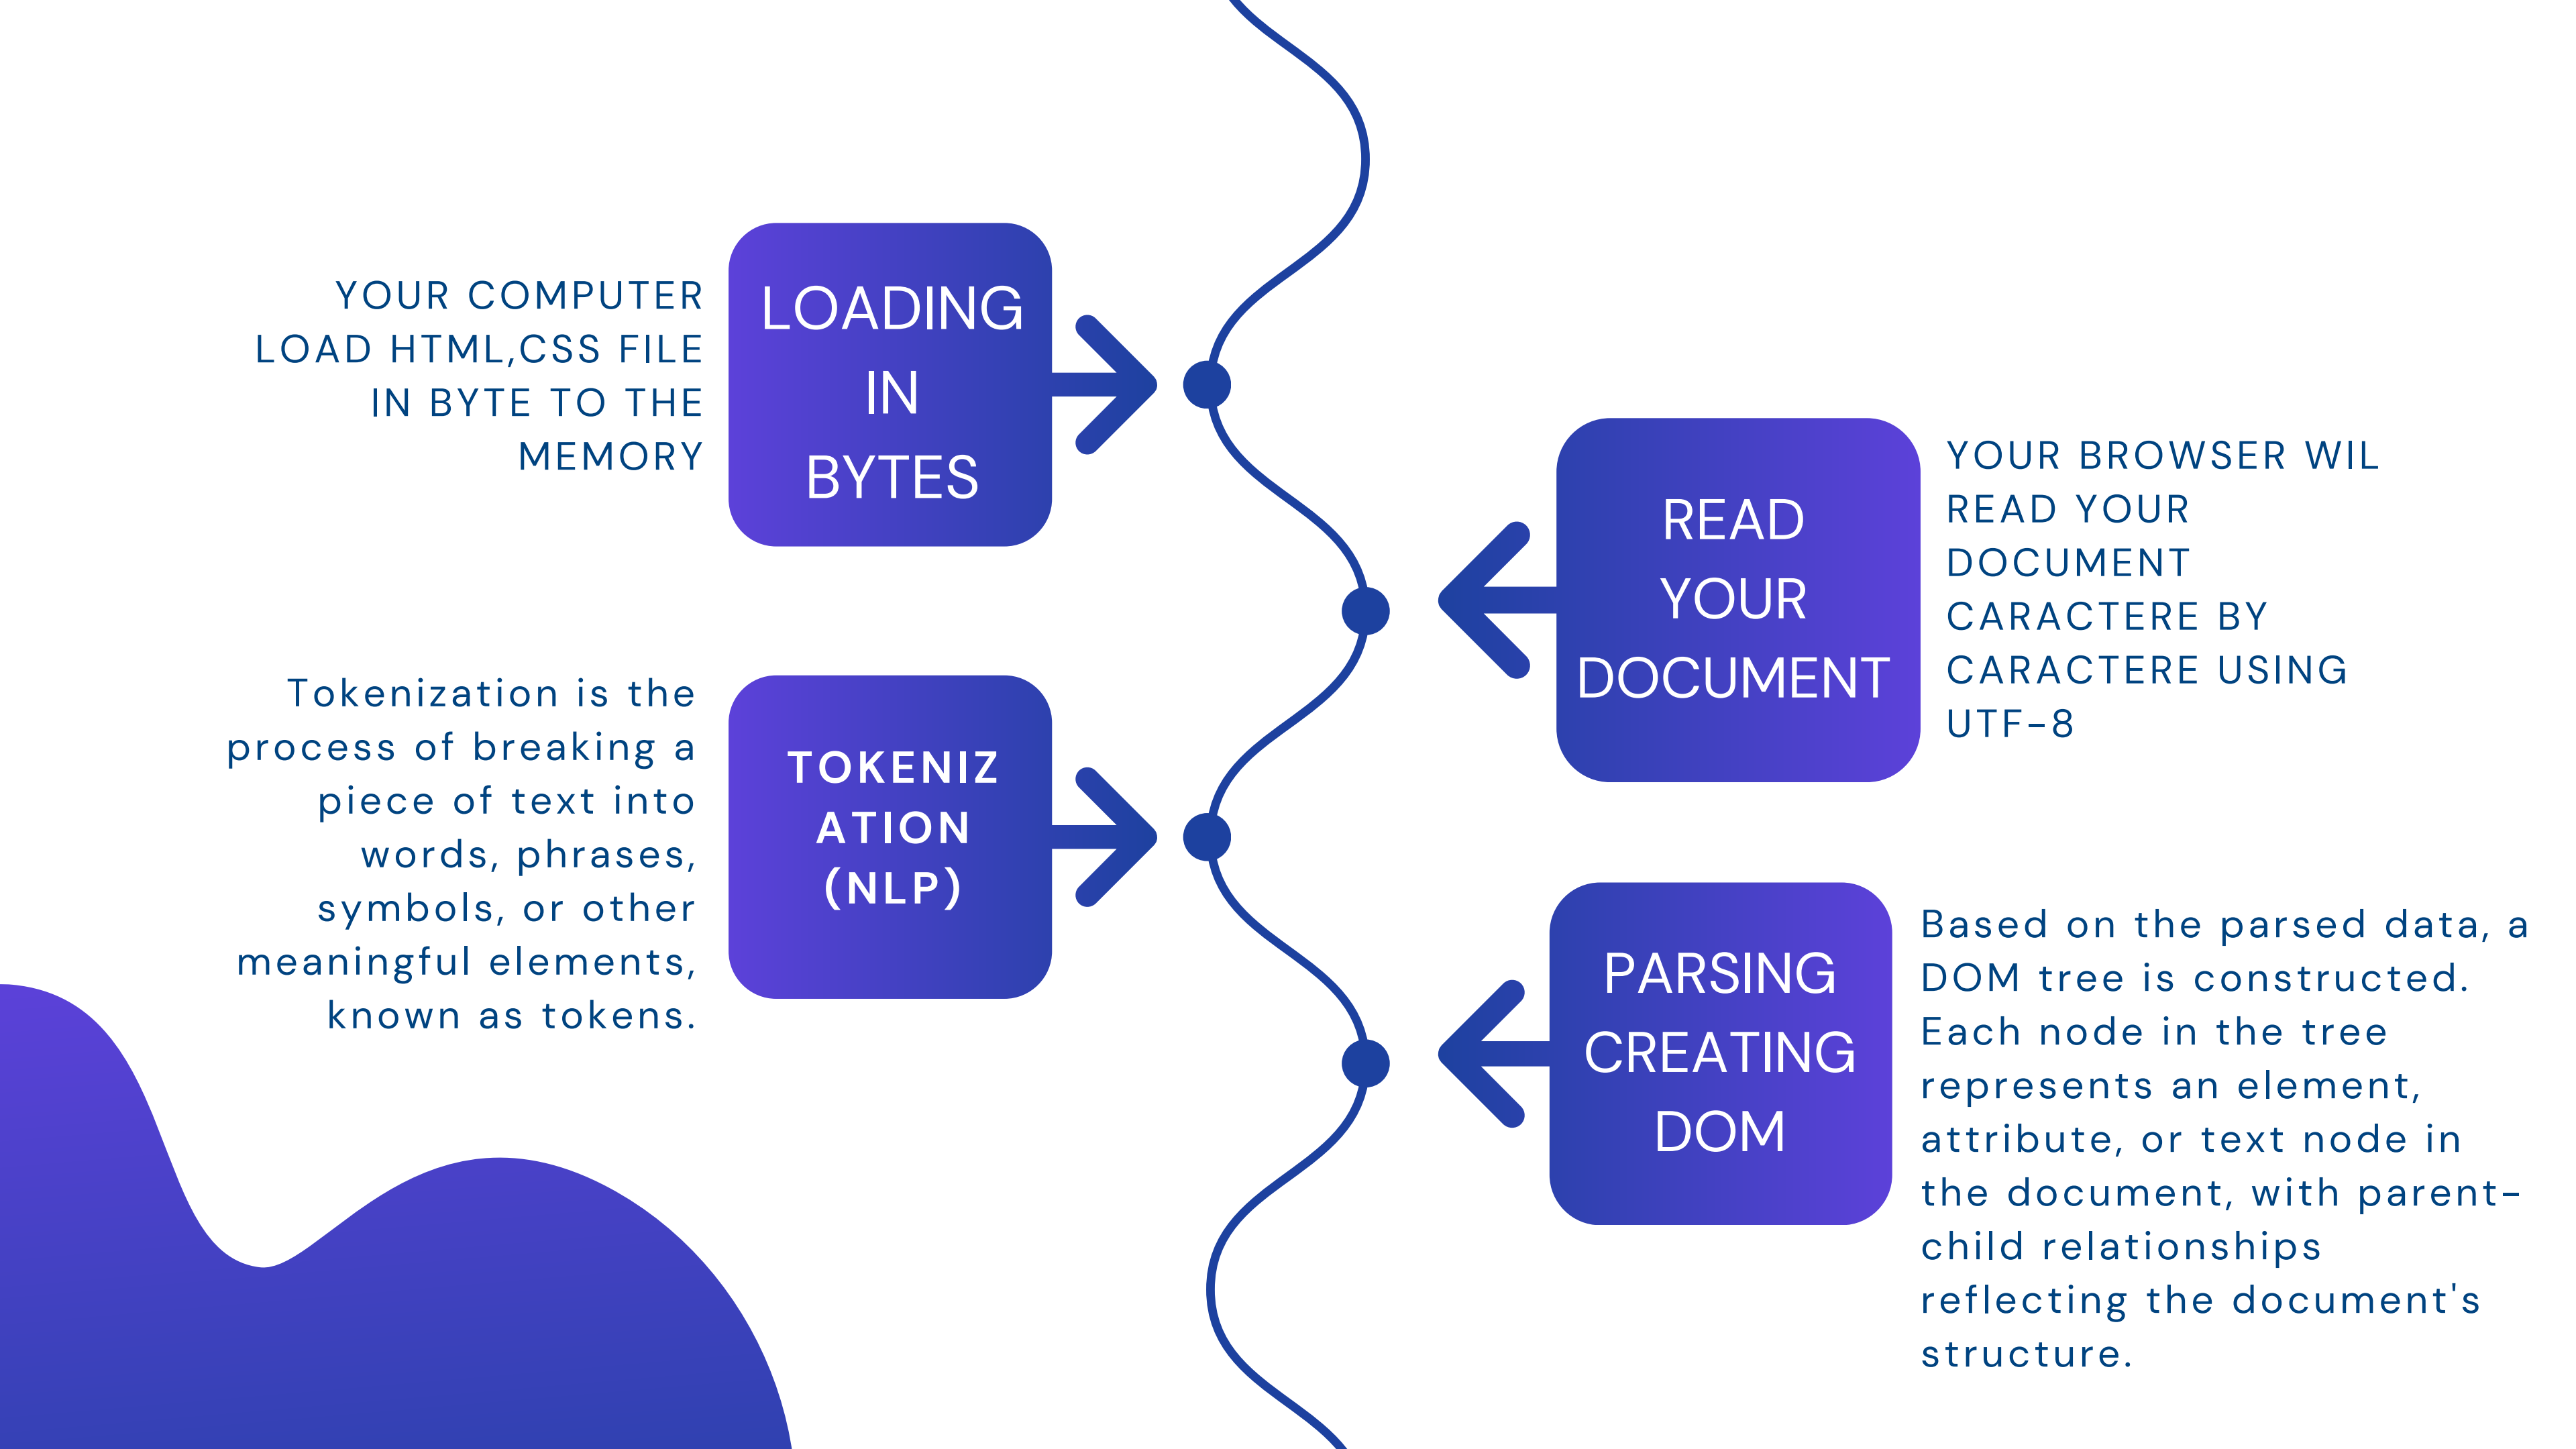 YOUR COMPUTER
LOAD HTML,CSS FILE
IN BYTE TO THE
MEMORY
LOADING
IN
BYTES
READ
YOUR
DOCUMENT
YOUR BROWSER WIL
READ YOUR
DOCUMENT
CARACTERE BY
CARACTERE USING
UTF-8
Tokenization is the
process of breaking a
piece of text into
words, phrases,
symbols, or other
meaningful elements,
known as tokens.
TOKENIZ
ATION
(NLP)
PARSING
CREATING
DOM
Based on the parsed data, a
DOM tree is constructed.
Each node in the tree
represents an element,
attribute, or text node in
the document, with parent-
child relationships
reflecting the document's
structure.